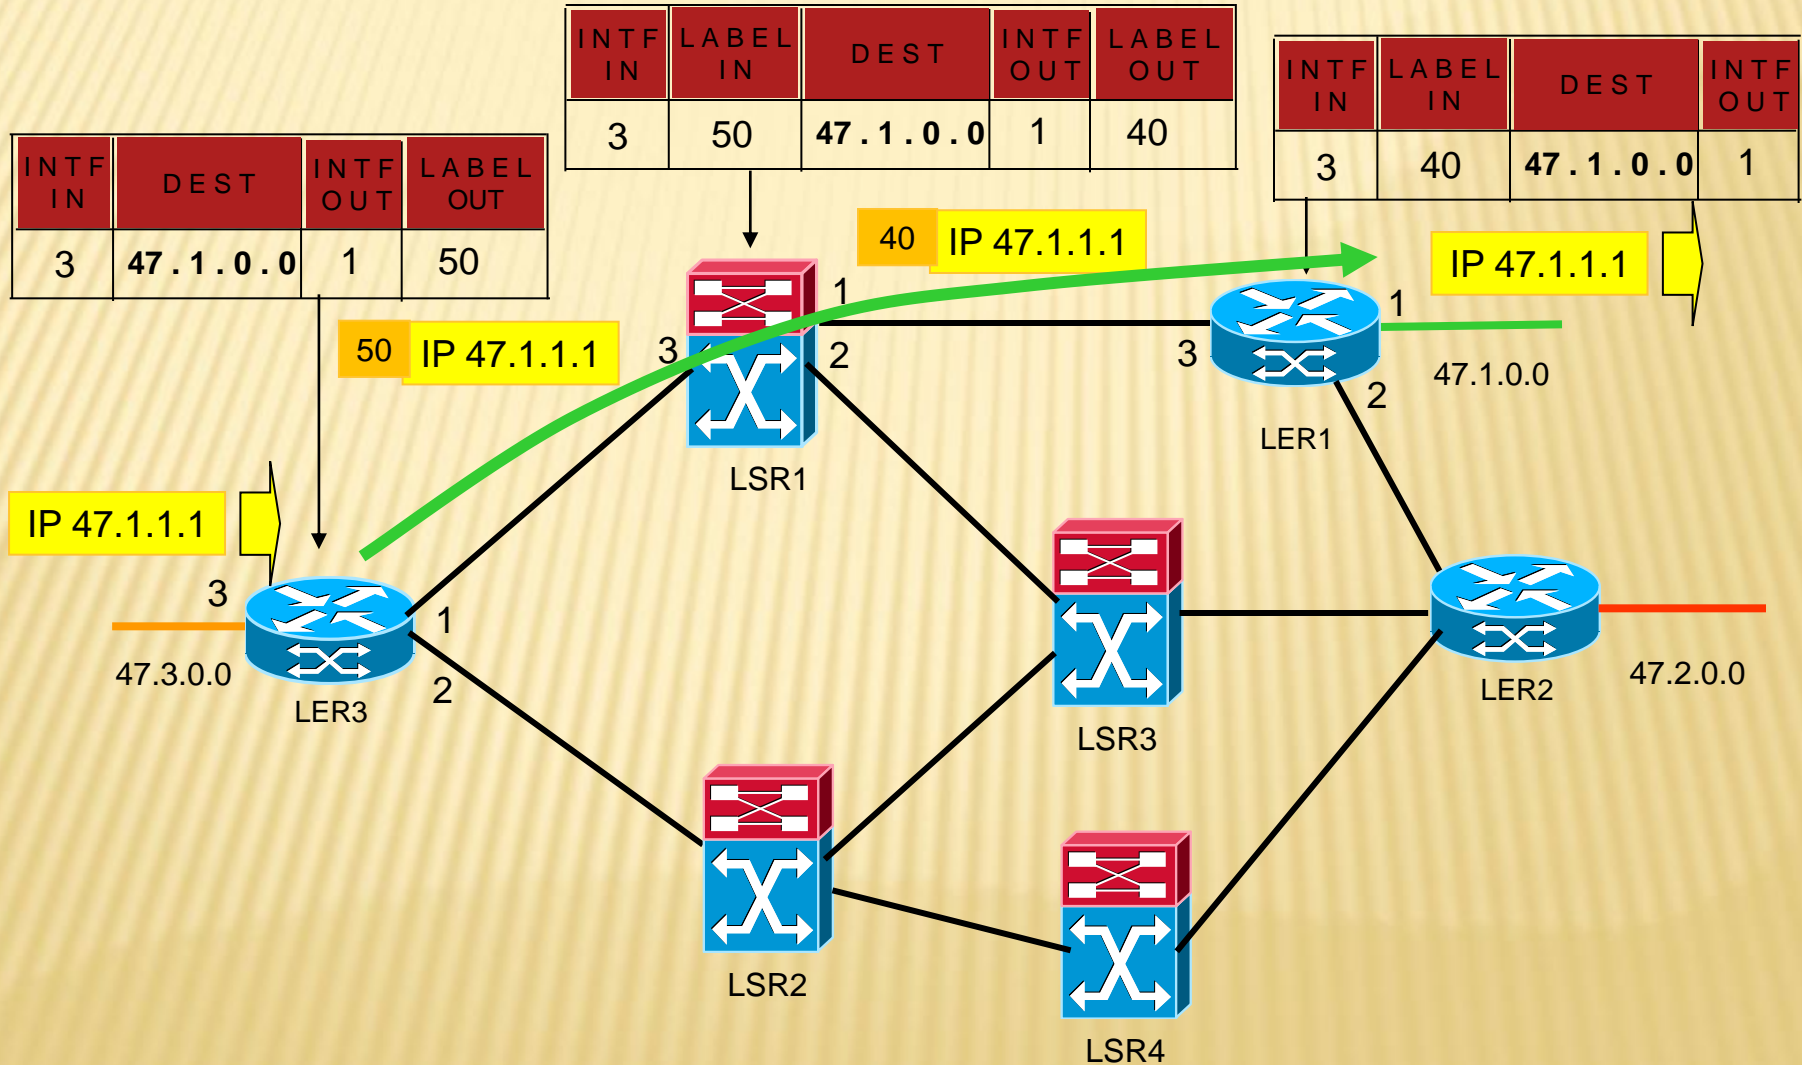 INTF IN LABEL IN DEST INTF OUT LABEL OUT
3 50 47.1.0.0 1 40
INTF IN LABEL IN DEST INTF OUT
3 40 47.1.0.0 1
INTF IN DEST INTF OUT LABEL OUT
3 47.1.0.0 1 50
40 IP 47.1.1.1
IP 47.1.1.1
50 IP 47.1.1.1
1
3
2
LSR1
1
3
2
47.1.0.0
LER1
IP 47.1.1.1
3
1
2
47.3.0.0
LER3
LSR3
LER2
47.2.0.0
LSR2
LSR4